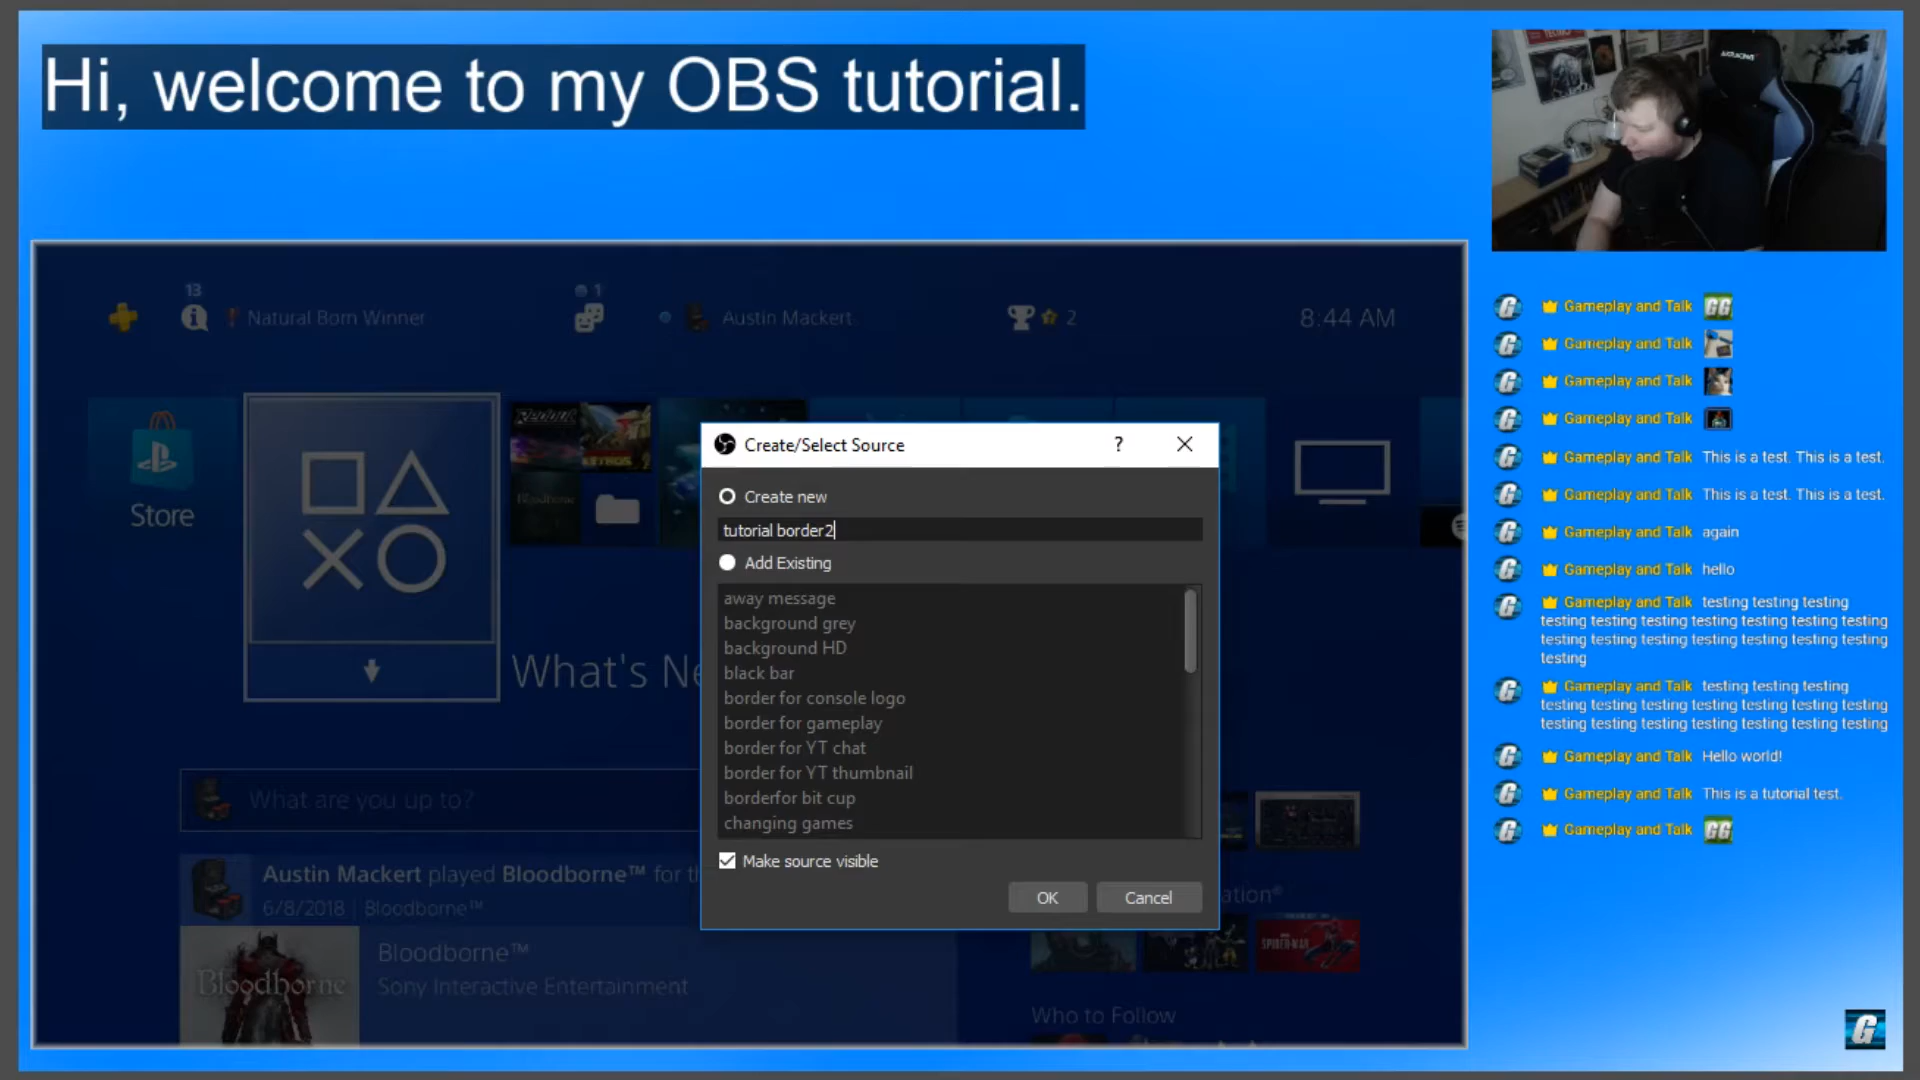 Hi, welcome to my OBS tutorial.
13
Natural Born Winner
1
Austin Mackert
2
8:44 AM
Store
What's Ne
What are you up to?
Austin Mackert played Bloodborne™ for th
6/8/2018 | Bloodborne™
Bloodborne
Bloodborne™
Sony Interactive Entertainment
Who to Follow
Create/Select Source
?
Create new
tutorial border2
Add Existing
away message
background grey
background HD
black bar
border for console logo
border for gameplay
border for YT chat
border for YT thumbnail
borderfor bit cup
changing games
Make source visible
OK
Cancel
ation®
SPIDER-MAN
AKRACING
Gameplay and Talk GG
Gameplay and Talk
Gameplay and Talk
Gameplay and Talk
Gameplay and Talk This is a test. This is a test.
Gameplay and Talk This is a test. This is a test.
Gameplay and Talk again
Gameplay and Talk hello
Gameplay and Talk testing testing testing
testing testing testing testing testing testing testing
testing testing testing testing testing testing testing
testing
Gameplay and Talk testing testing testing
testing testing testing testing testing testing testing
testing testing testing testing testing testing testing
Gameplay and Talk Hello world!
Gameplay and Talk This is a tutorial test.
Gameplay and Talk GG
G